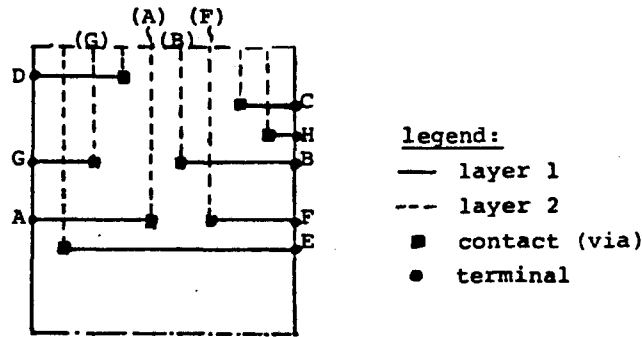 (A) (F)
(G) (B)
D
C
H
G
B
A
F
E
legend:
layer 1
layer 2
contact (via)
terminal